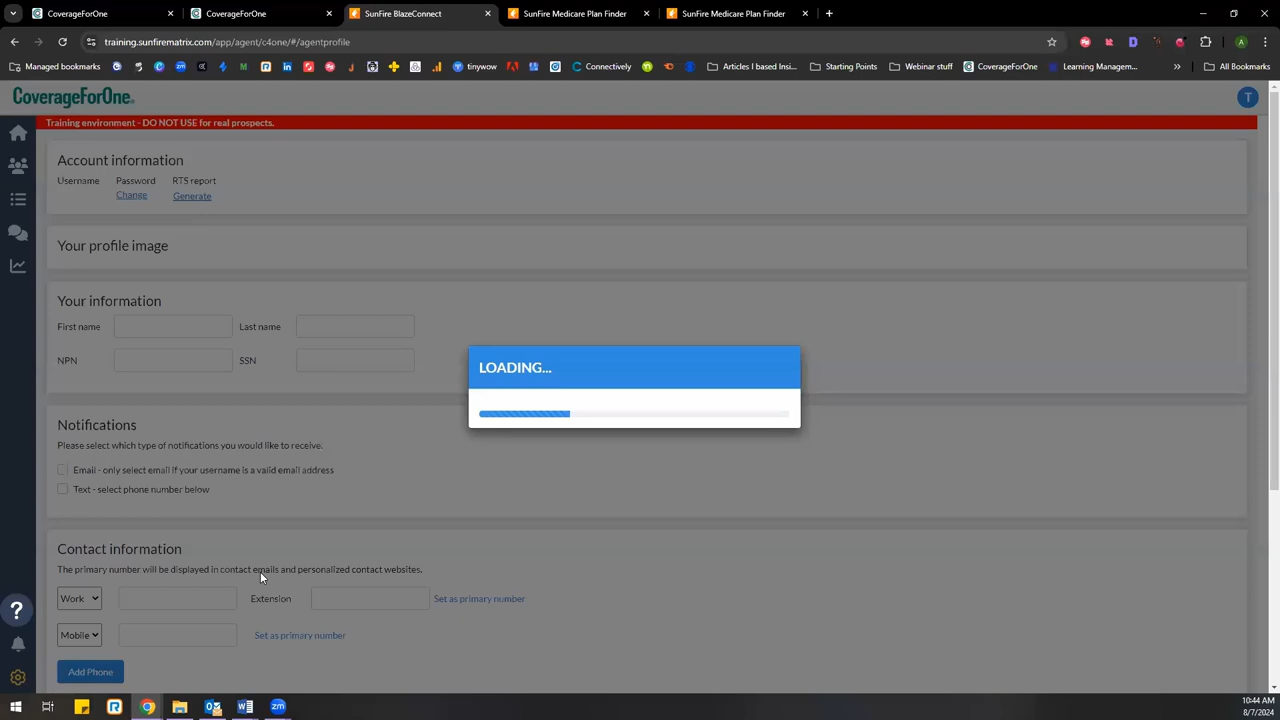 CoverageForOne
CoverageForOne
SunFire BlazeConnect
SunFire Medicare Plan Finder
SunFire Medicare Plan Finder
training.sunfirematrix.com/app/agent/c4one/#/agentprofile
Managed bookmarks
Connectively
tinywow
Articles I based Insi...
Starting Points
Webinar stuff
CoverageForOne
Learning Managem...
All Bookmarks
CoverageForOne
T
Training environment - DO NOT USE for real prospects.
Account information
Username Password RTS report
Change Generate
Your profile image
Your information
First name Last name
NPN SSN
LOADING...
Notifications
Please select which type of notifications you would like to receive.
Email - only select email if your username is a valid email address
Text - select phone number below
Contact information
The primary number will be displayed in contact emails and personalized contact websites.
Work Extension Set as primary number
Mobile Set as primary number
Add Phone
10:44 AM
8/7/2024